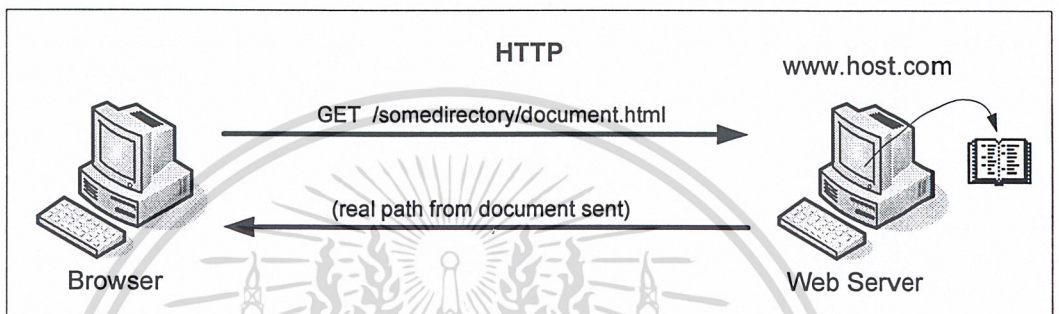 HTTP
www.host.com
GET /somedirectory/document.html
(real path from document sent)
Browser
Web Server